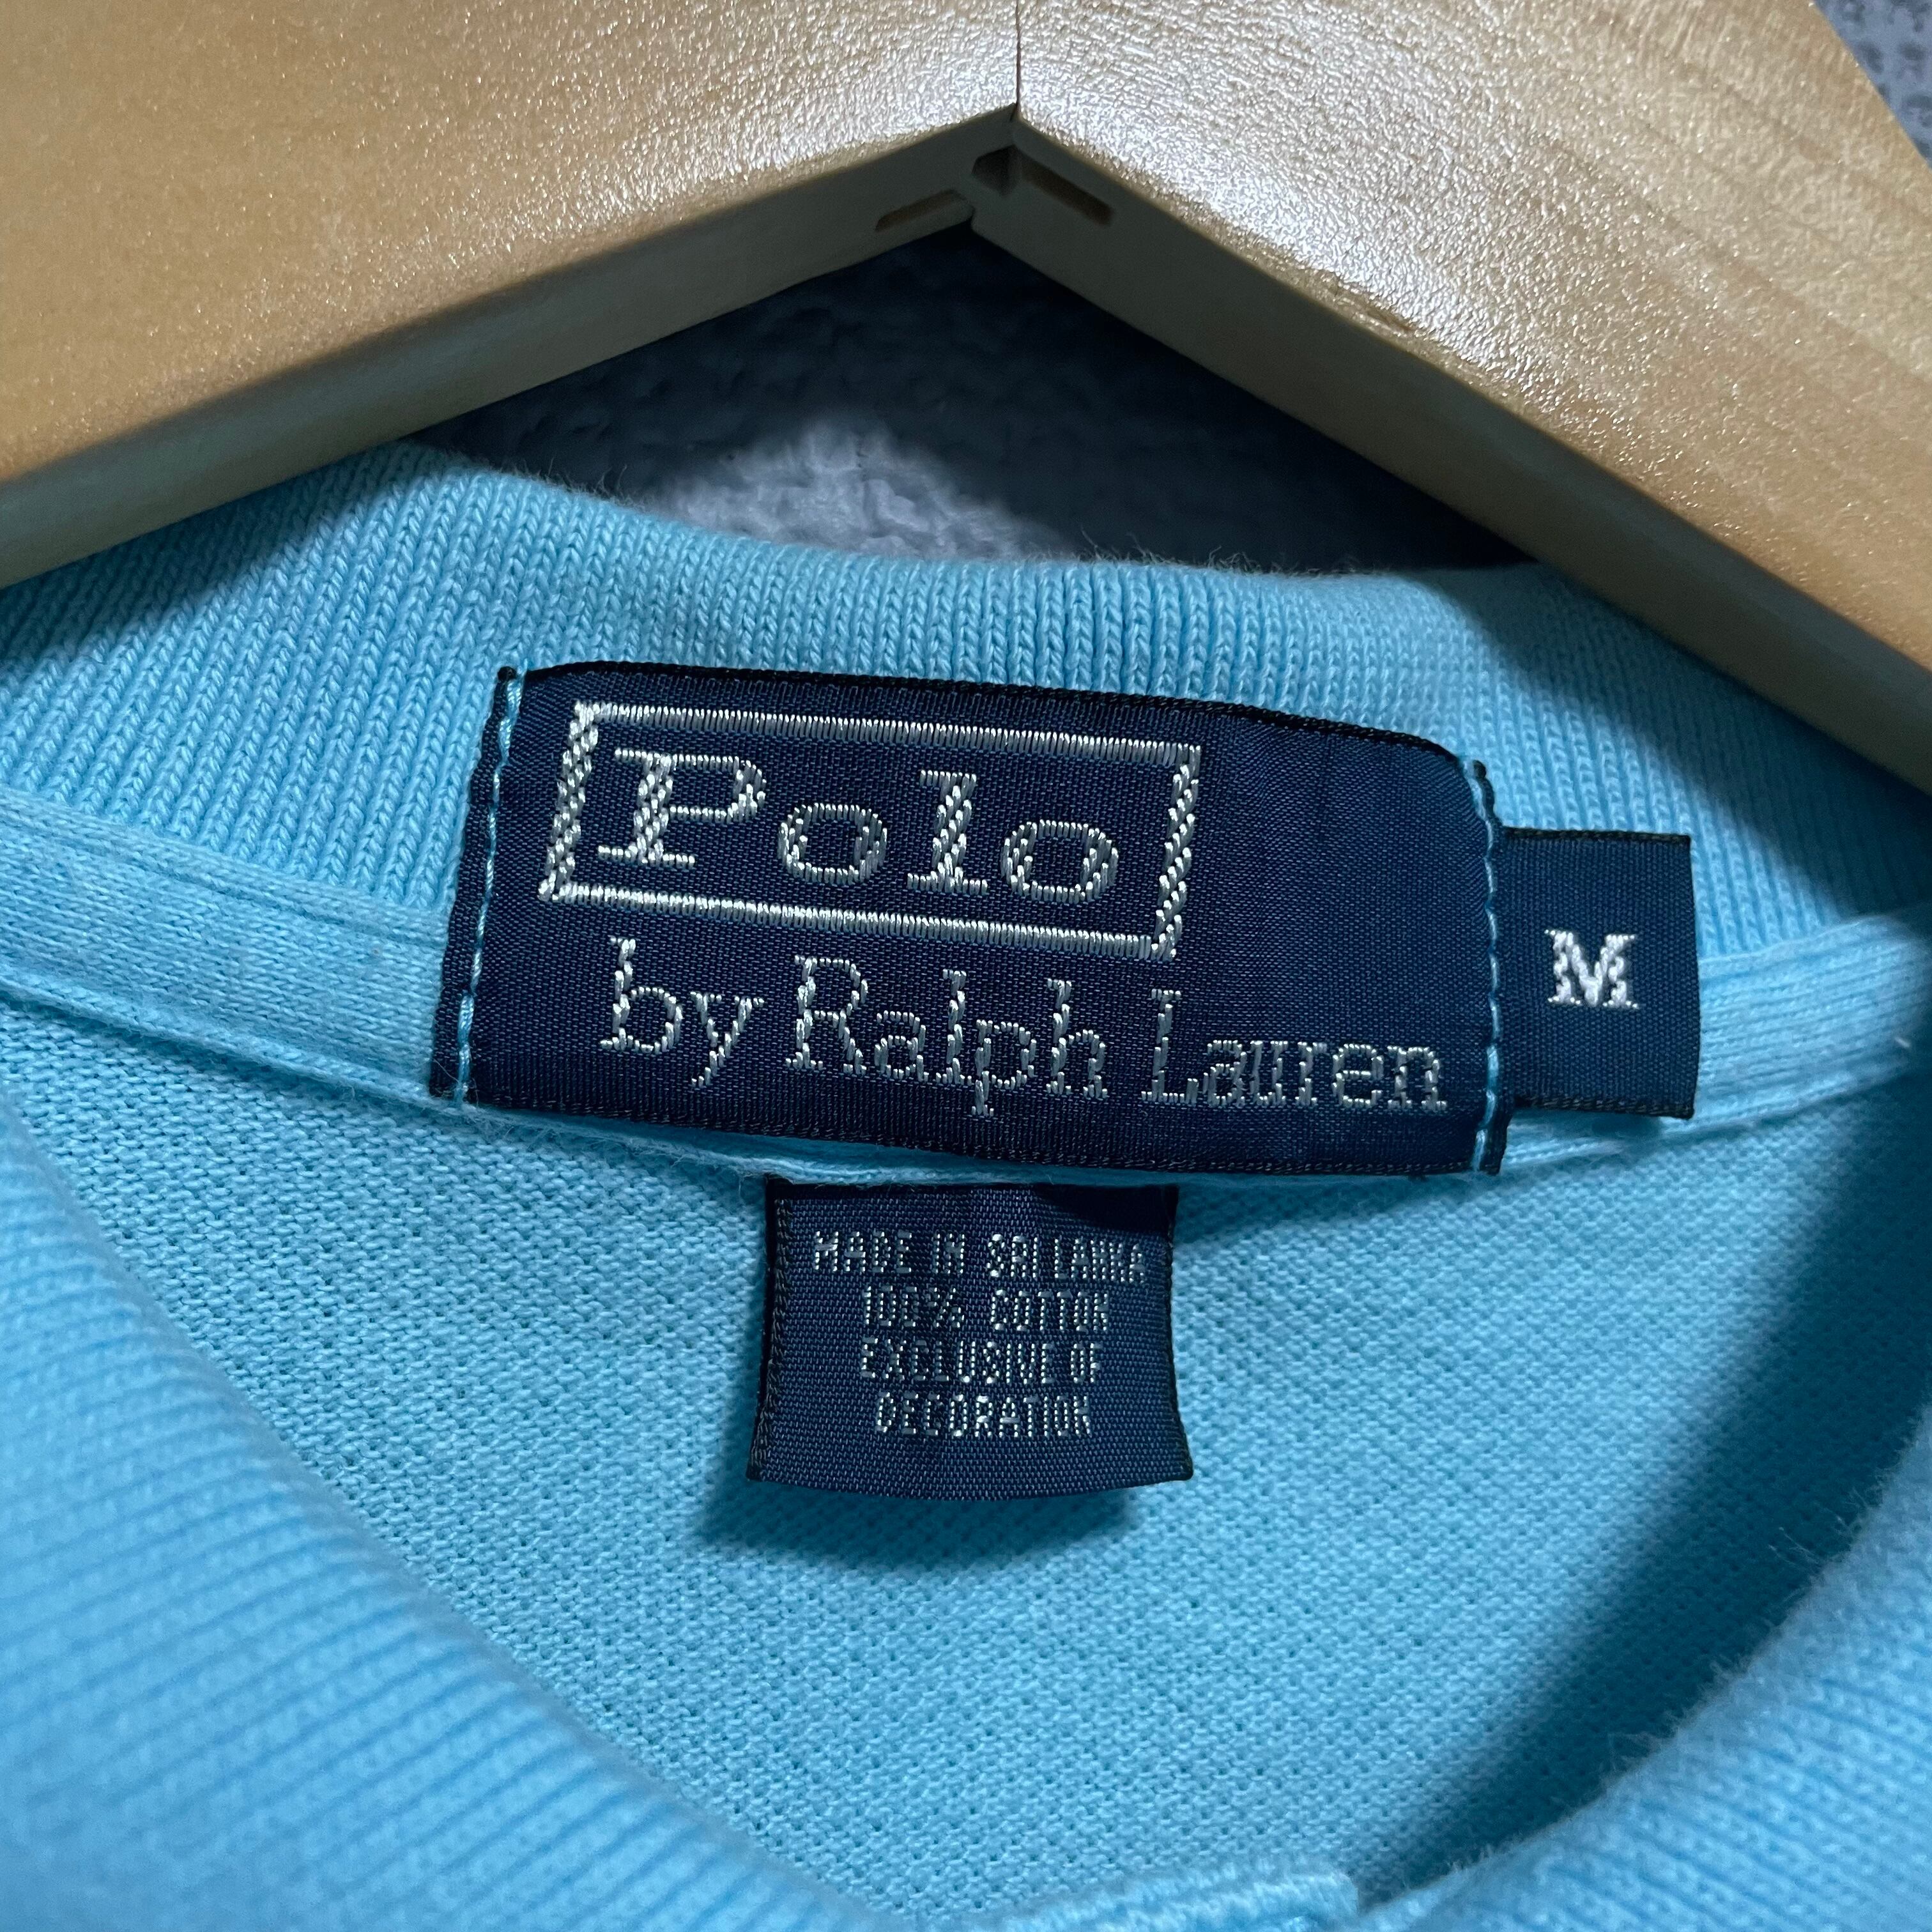 Polo
by Ralph Lauren
M
MADE IN SRI LANKA
100% COTTON
EXCLUSIVE OF
DECORATION